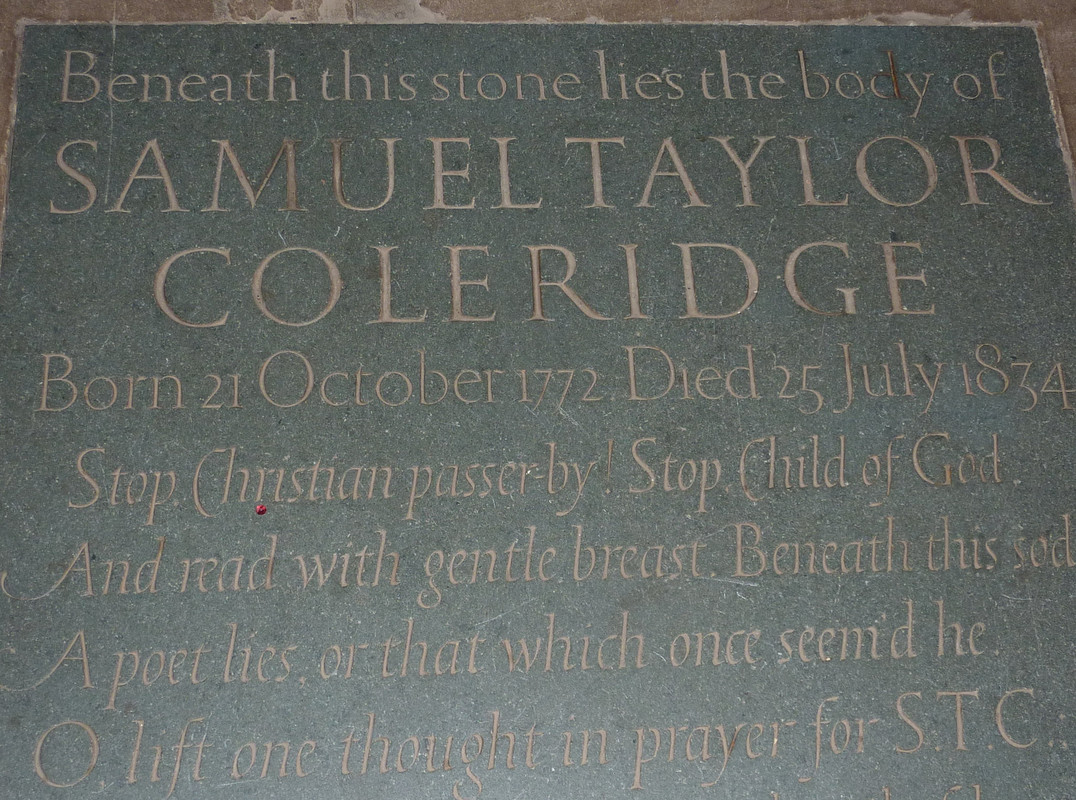 Beneath this stone lies the body of
SAMUEL TAYLOR
COLERIDGE
Born 21 October 1772. Died 25 July 1834
Stop, Christian passer-by! Stop, Child of God.
And read with gentle breast. Beneath this sod
A poet lies, or that which once seem'd he.
O lift one thought in prayer for S.T.C.: